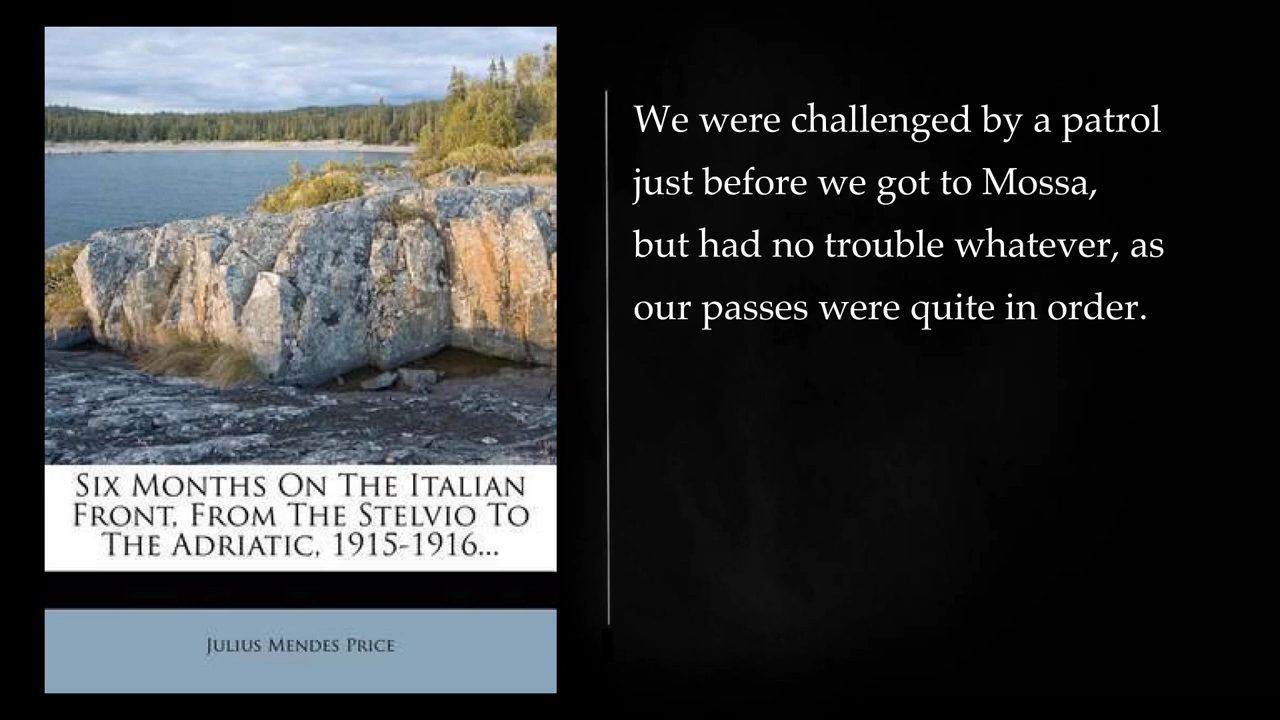 We were challenged by a patrol
just before we got to Mossa,
but had no trouble whatever, as
our passes were quite in order.
Six Months On The Italian
Front, From The Stelvio To
The Adriatic, 1915-1916...
Julius Mendes Price